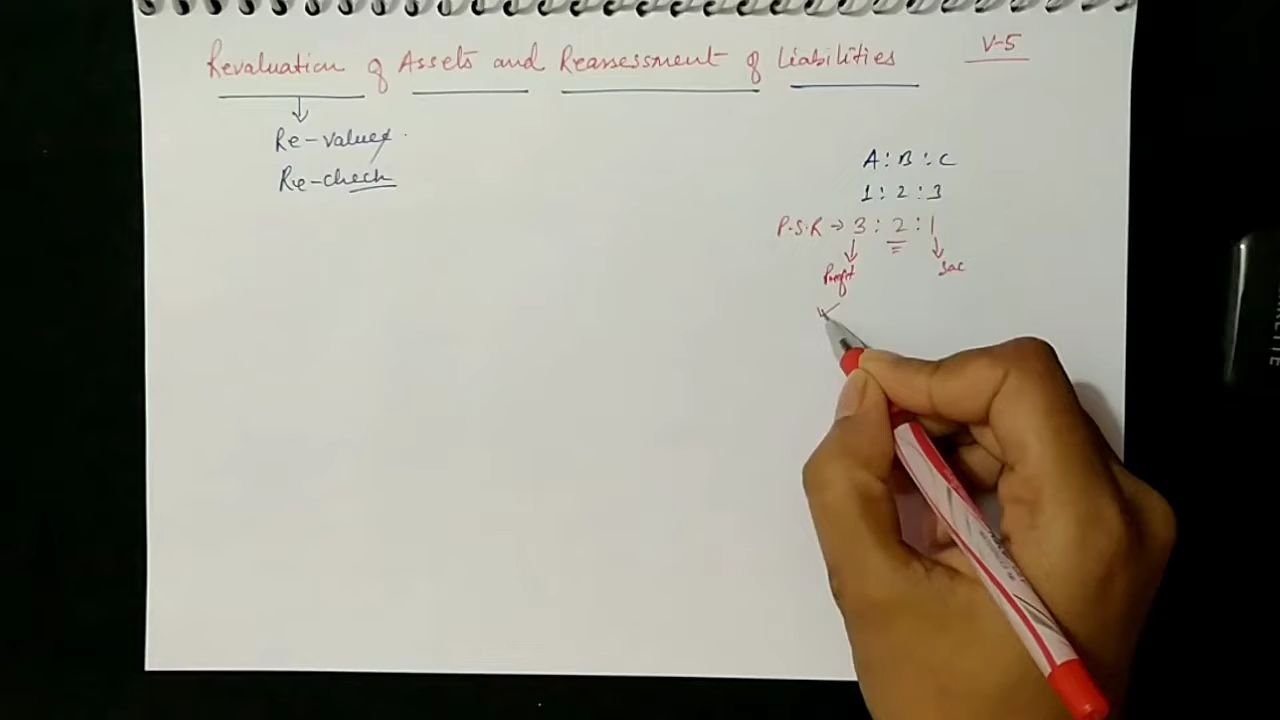 Revaluation of Assets and Reassessment of Liabilities
V-5
Re-valued
Re-check
A : B : C
1 : 2 : 3
P.S.R → 3 : 2 : 1
Profit
Sac